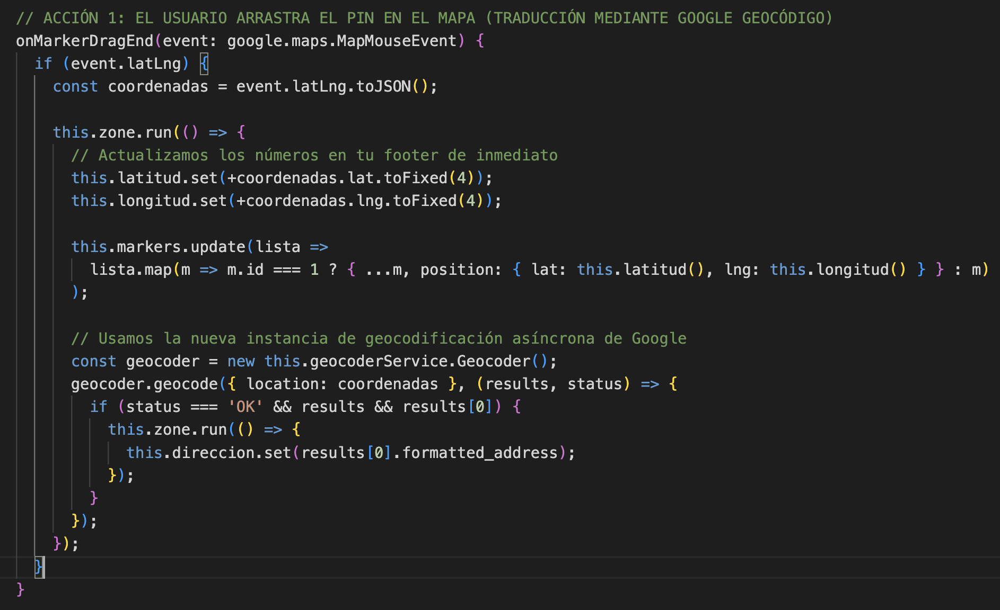 // ACCIÓN 1: EL USUARIO ARRASTRA EL PIN EN EL MAPA (TRADUCCIÓN MEDIANTE GOOGLE GEOCÓDIGO)
onMarkerDragEnd(event: google.maps.MapMouseEvent) {
  if (event.latLng) {
    const coordenadas = event.latLng.toJSON();

    this.zone.run(() => {
      // Actualizamos los números en tu footer de inmediato
      this.latitud.set(+coordenadas.lat.toFixed(4));
      this.longitud.set(+coordenadas.lng.toFixed(4));

      this.markers.update(lista =>
        lista.map(m => m.id === 1 ? { ...m, position: { lat: this.latitud(), lng: this.longitud() } } : m)
      );

      // Usamos la nueva instancia de geocodificación asíncrona de Google
      const geocoder = new this.geocoderService.Geocoder();
      geocoder.geocode({ location: coordenadas }, (results, status) => {
        if (status === 'OK' && results && results[0]) {
          this.zone.run(() => {
            this.direccion.set(results[0].formatted_address);
          });
        }
      });
    });
  }
}